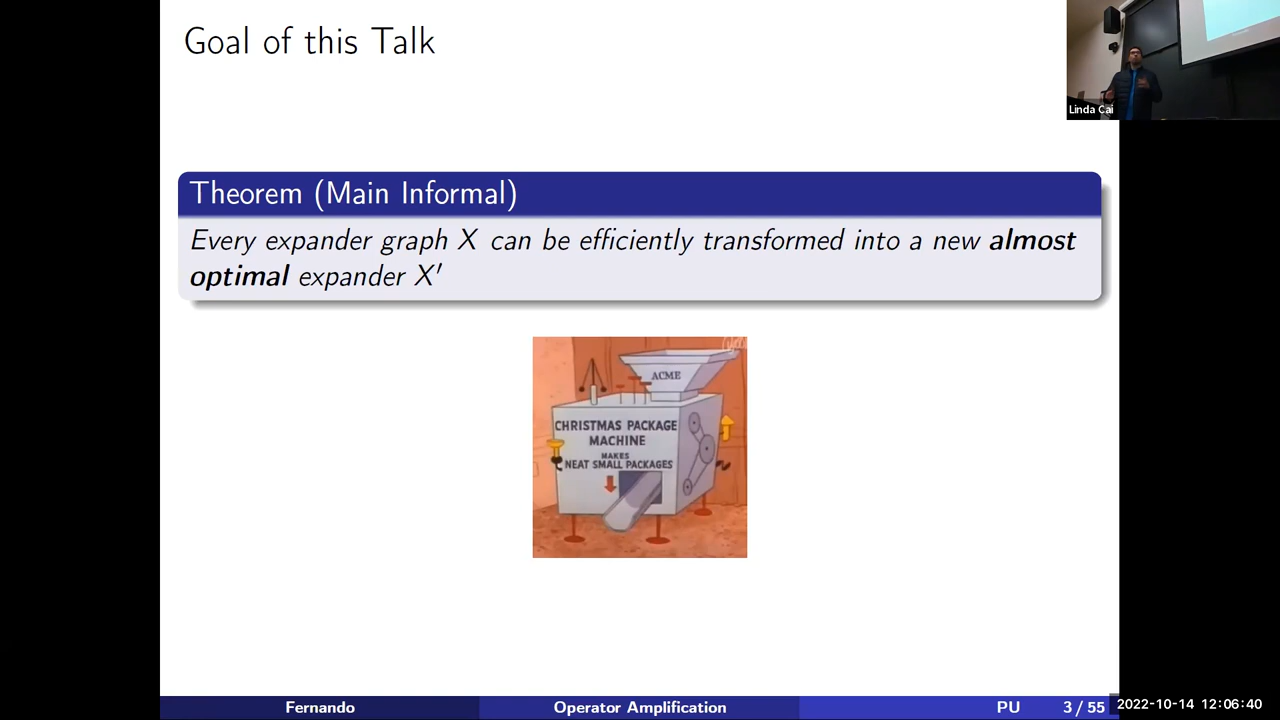 Goal of this Talk
Linda Cai
Theorem (Main Informal)
Every expander graph X can be efficiently transformed into a new almost
optimal expander X′
ACME
CHRISTMAS PACKAGE
MACHINE
MAKES
NEAT SMALL PACKAGES
Fernando
Operator Amplification
PU
3 / 55
2022-10-14 12:06:40